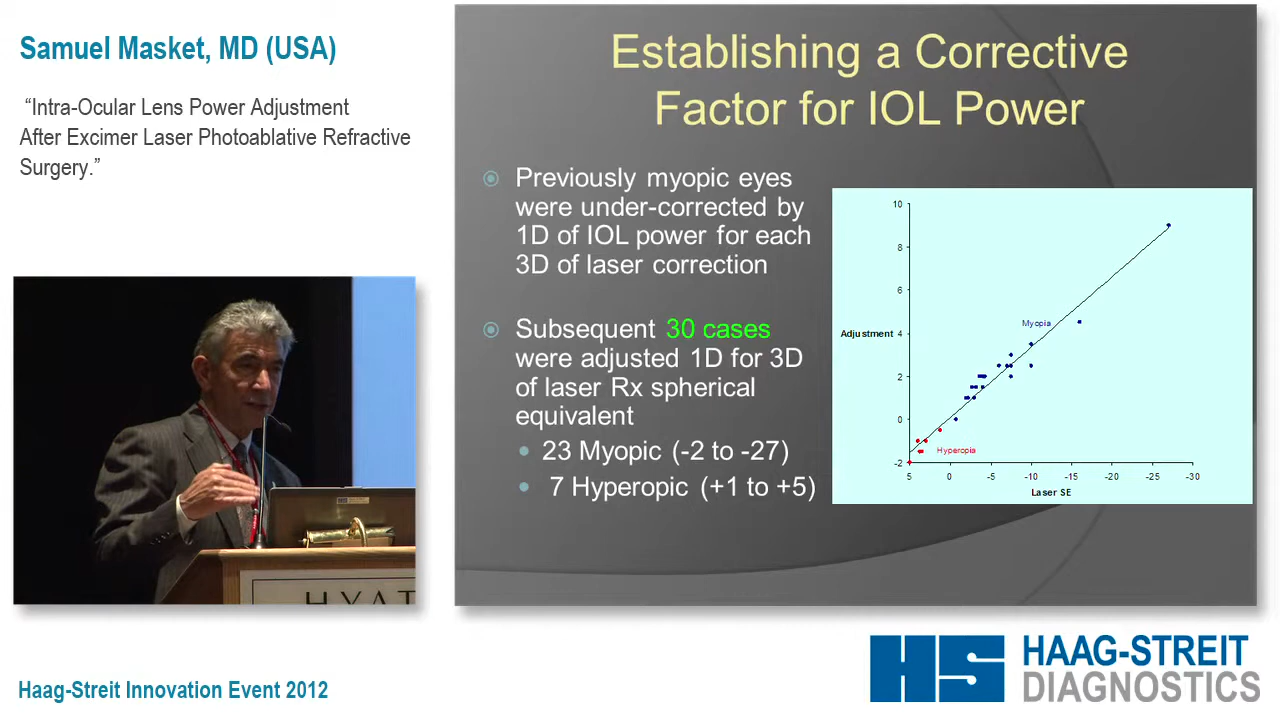 Samuel Masket, MD (USA)
“Intra-Ocular Lens Power Adjustment
After Excimer Laser Photoablative Refractive
Surgery.”
Establishing a Corrective
Factor for IOL Power
Previously myopic eyes
were under-corrected by
1D of IOL power for each
3D of laser correction
Subsequent 30 cases
were adjusted 1D for 3D
of laser Rx spherical
equivalent
23 Myopic (-2 to -27)
7 Hyperopic (+1 to +5)
10
8
6
Adjustment 4
2
0
-2
Myopia
Hyperopia
5 0 -5 -10 -15 -20 -25 -30
Laser SE
HYAT
Haag-Streit Innovation Event 2012
HS HAAG-STREIT
DIAGNOSTICS